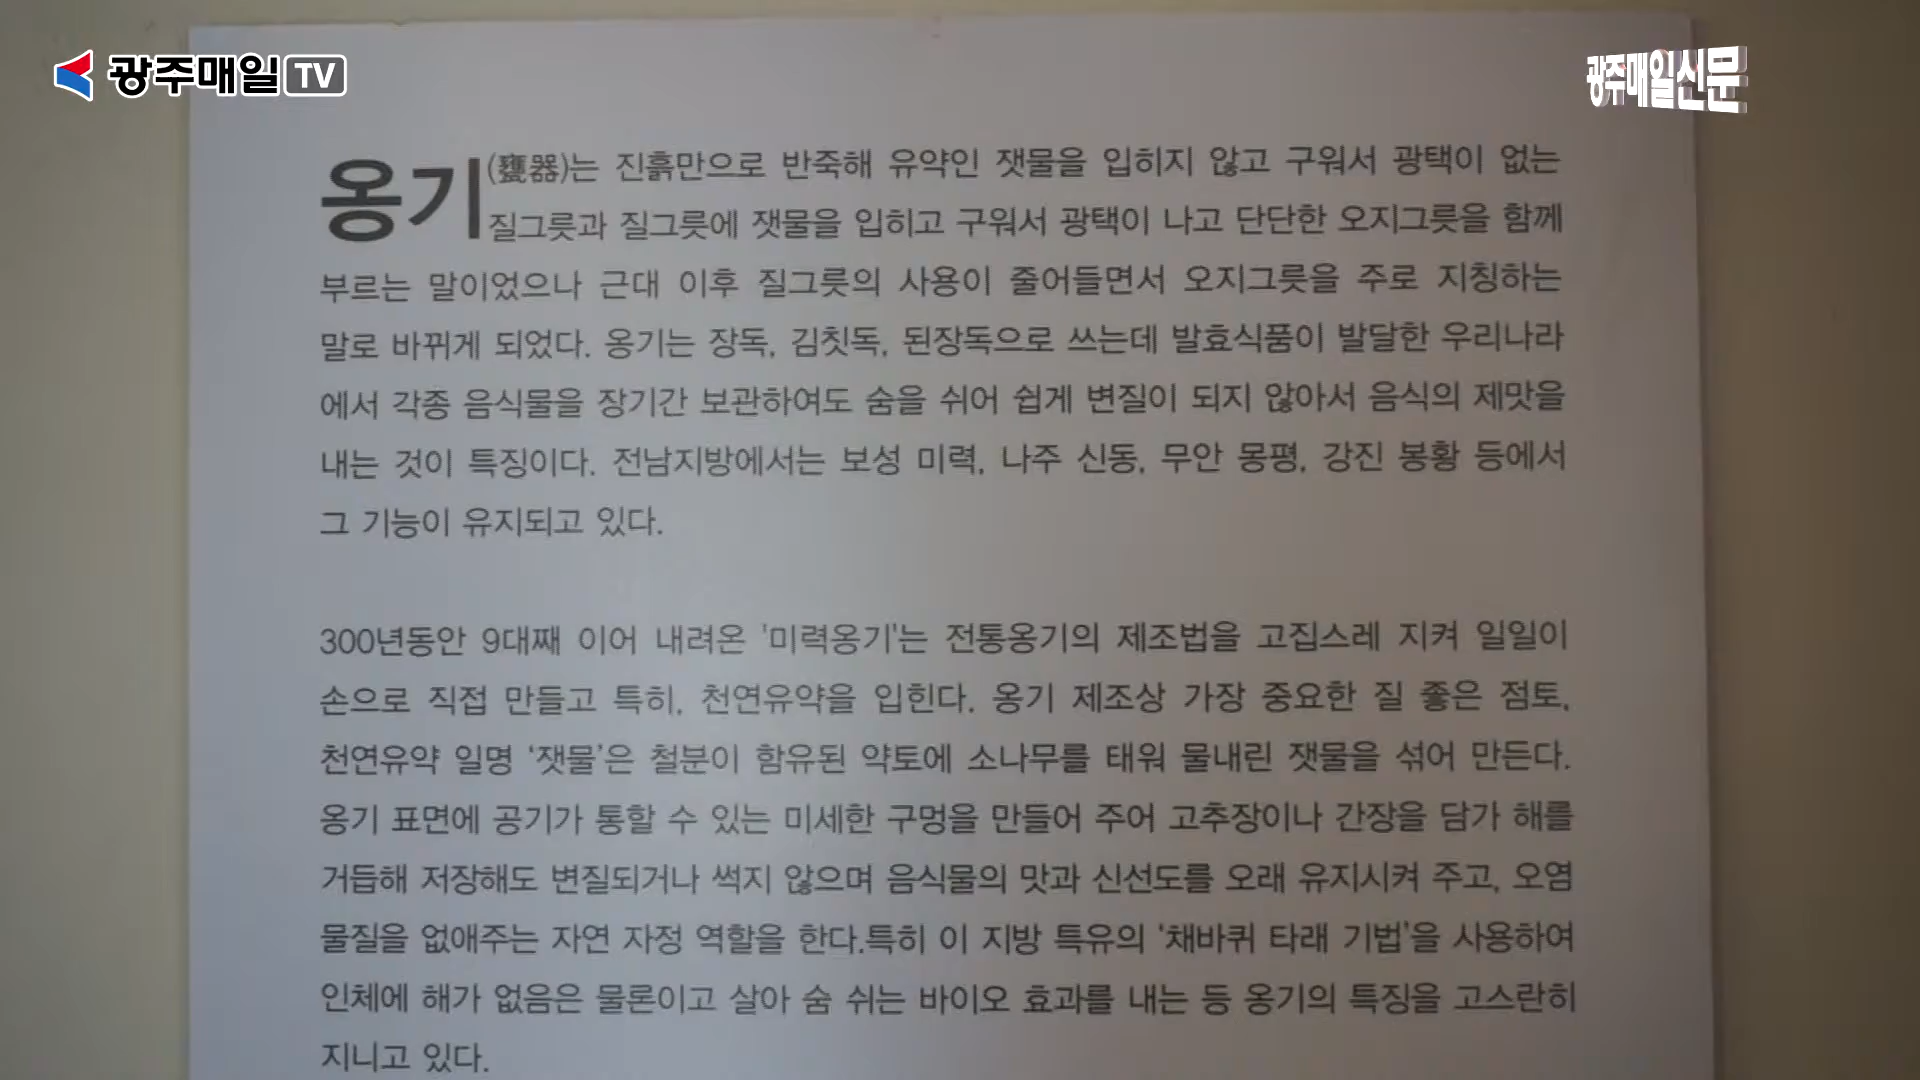 광주매일TV
광주매일신문
옹기(甕器)는 진흙만으로 반죽해 유약인 잿물을 입히지 않고 구워서 광택이 없는
질그릇과 질그릇에 잿물을 입히고 구워서 광택이 나고 단단한 오지그릇을 함께
부르는 말이었으나 근대 이후 질그릇의 사용이 줄어들면서 오지그릇을 주로 지칭하는
말로 바뀌게 되었다. 옹기는 장독, 김칫독, 된장독으로 쓰는데 발효식품이 발달한 우리나라
에서 각종 음식물을 장기간 보관하여도 숨을 쉬어 쉽게 변질이 되지 않아서 음식의 제맛을
내는 것이 특징이다. 전남지방에서는 보성 미력, 나주 신동, 무안 몽평, 강진 봉황 등에서
그 기능이 유지되고 있다.
300년동안 9대째 이어 내려온 '미력옹기'는 전통옹기의 제조법을 고집스레 지켜 일일이
손으로 직접 만들고 특히, 천연유약을 입힌다. 옹기 제조상 가장 중요한 질 좋은 점토,
천연유약 일명 ‘잿물’은 철분이 함유된 약토에 소나무를 태워 물내린 잿물을 섞어 만든다.
옹기 표면에 공기가 통할 수 있는 미세한 구멍을 만들어 주어 고추장이나 간장을 담가 해를
거듭해 저장해도 변질되거나 썩지 않으며 음식물의 맛과 신선도를 오래 유지시켜 주고, 오염
물질을 없애주는 자연 자정 역할을 한다.특히 이 지방 특유의 ‘채바퀴 타래 기법’을 사용하여
인체에 해가 없음은 물론이고 살아 숨 쉬는 바이오 효과를 내는 등 옹기의 특징을 고스란히
지니고 있다.